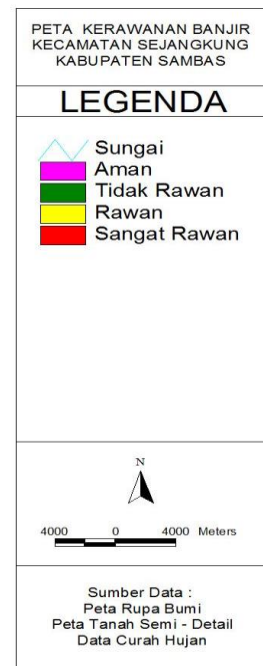 PETA KERAWANAN BANJIR
KECAMATAN SEJANGKUNG
KABUPATEN SAMBAS
LEGENDA
Sungai
Aman
Tidak Rawan
Rawan
Sangat Rawan
N
4000 0 4000 Meters
Sumber Data :
Peta Rupa Bumi
Peta Tanah Semi - Detail
Data Curah Hujan